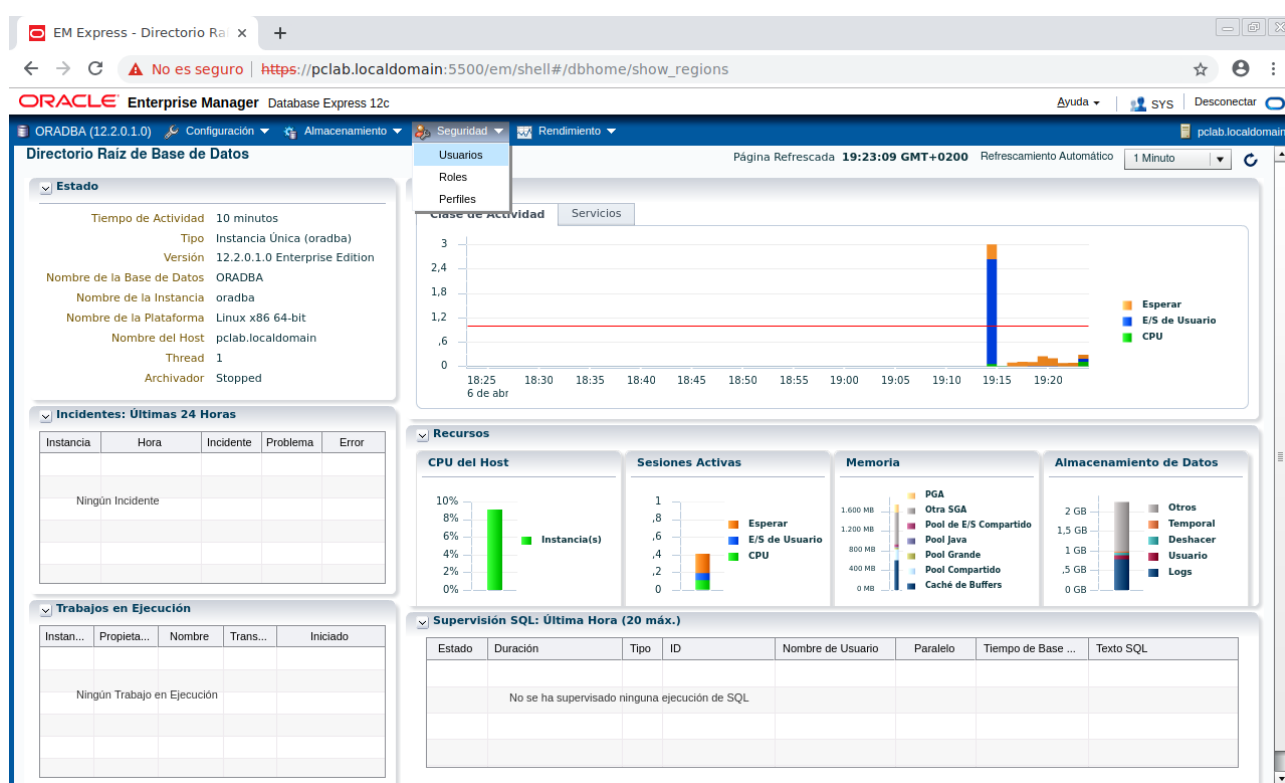 EM Express - Directorio Raí
No es seguro | https://pclab.localdomain:5500/em/shell#/dbhome/show_regions
ORACLE Enterprise Manager Database Express 12c
Ayuda
SYS
Desconectar
ORADBA (12.2.0.1.0)
Configuración
Almacenamiento
Seguridad
Rendimiento
pclab.localdomain
Usuarios
Roles
Perfiles
Directorio Raíz de Base de Datos
Página Refrescada 19:23:09 GMT+0200
Refrescamiento Automático
1 Minuto
Estado
Tiempo de Actividad 10 minutos
Tipo Instancia Única (oradba)
Versión 12.2.0.1.0 Enterprise Edition
Nombre de la Base de Datos ORADBA
Nombre de la Instancia oradba
Nombre de la Plataforma Linux x86 64-bit
Nombre del Host pclab.localdomain
Thread 1
Archivador Stopped
Clase de Actividad
Servicios
3
2,4
1,8
1,2
,6
0
18:25 18:30 18:35 18:40 18:45 18:50 18:55 19:00 19:05 19:10 19:15 19:20
6 de abr
Esperar
E/S de Usuario
CPU
Incidentes: Últimas 24 Horas
Instancia Hora Incidente Problema Error
Ningún Incidente
Recursos
CPU del Host
10%
8%
6%
4%
2%
0%
Instancia(s)
Sesiones Activas
1
,8
,6
,4
,2
0
Esperar
E/S de Usuario
CPU
Memoria
1.600 MB
1.200 MB
800 MB
400 MB
0 MB
PGA
Otra SGA
Pool de E/S Compartido
Pool Java
Pool Grande
Pool Compartido
Caché de Buffers
Almacenamiento de Datos
2 GB
1,5 GB
1 GB
,5 GB
0 GB
Otros
Temporal
Deshacer
Usuario
Logs
Trabajos en Ejecución
Instan... Propieta... Nombre Trans... Iniciado
Ningún Trabajo en Ejecución
Supervisión SQL: Última Hora (20 máx.)
Estado Duración Tipo ID Nombre de Usuario Paralelo Tiempo de Base ... Texto SQL
No se ha supervisado ninguna ejecución de SQL